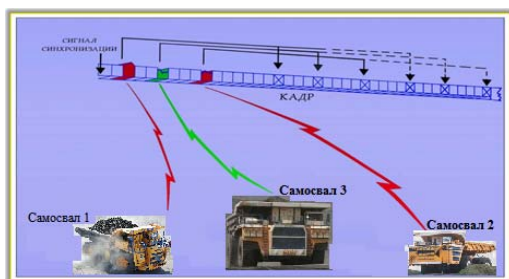 СИГНАЛ
СИНХРОНИЗАЦИИ
КАДР
Самосвал 1
Самосвал 3
Самосвал 2